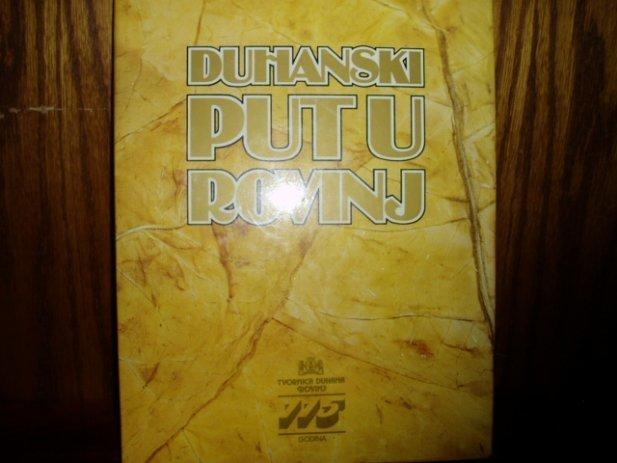 DUHANSKI
PUT U
ROVINJ
TVORNICA DUHANA
ROVINJ
115
GODINA